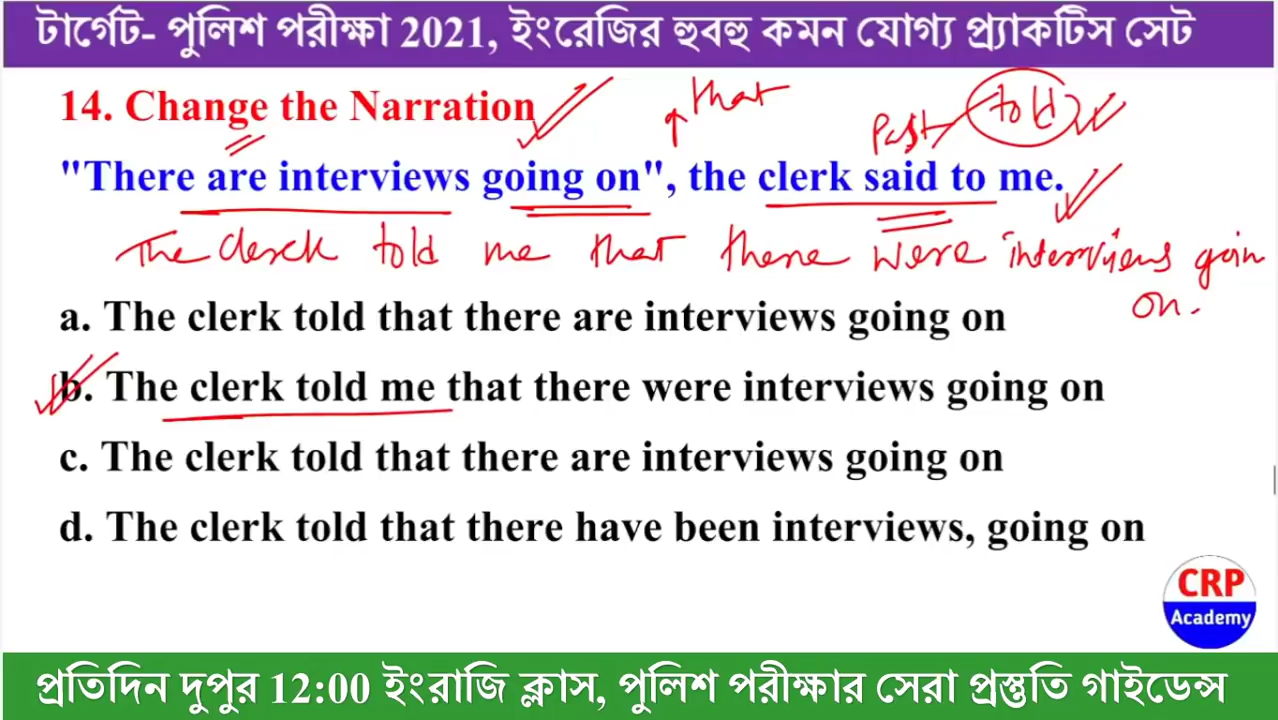 টার্গেট- পুলিশ পরীক্ষা 2021, ইংরেজির হুবহু কমন যোগ্য প্র্যাকটিস সেট
14. Change the Narration
that
Past
told
"There are interviews going on", the clerk said to me.
The clerk told me that there were interviews goin
on.
a. The clerk told that there are interviews going on
b. The clerk told me that there were interviews going on
c. The clerk told that there are interviews going on
d. The clerk told that there have been interviews, going on
CRP
Academy
প্রতিদিন দুপুর 12:00 ইংরাজি ক্লাস, পুলিশ পরীক্ষার সেরা প্রস্তুতি গাইডেন্স